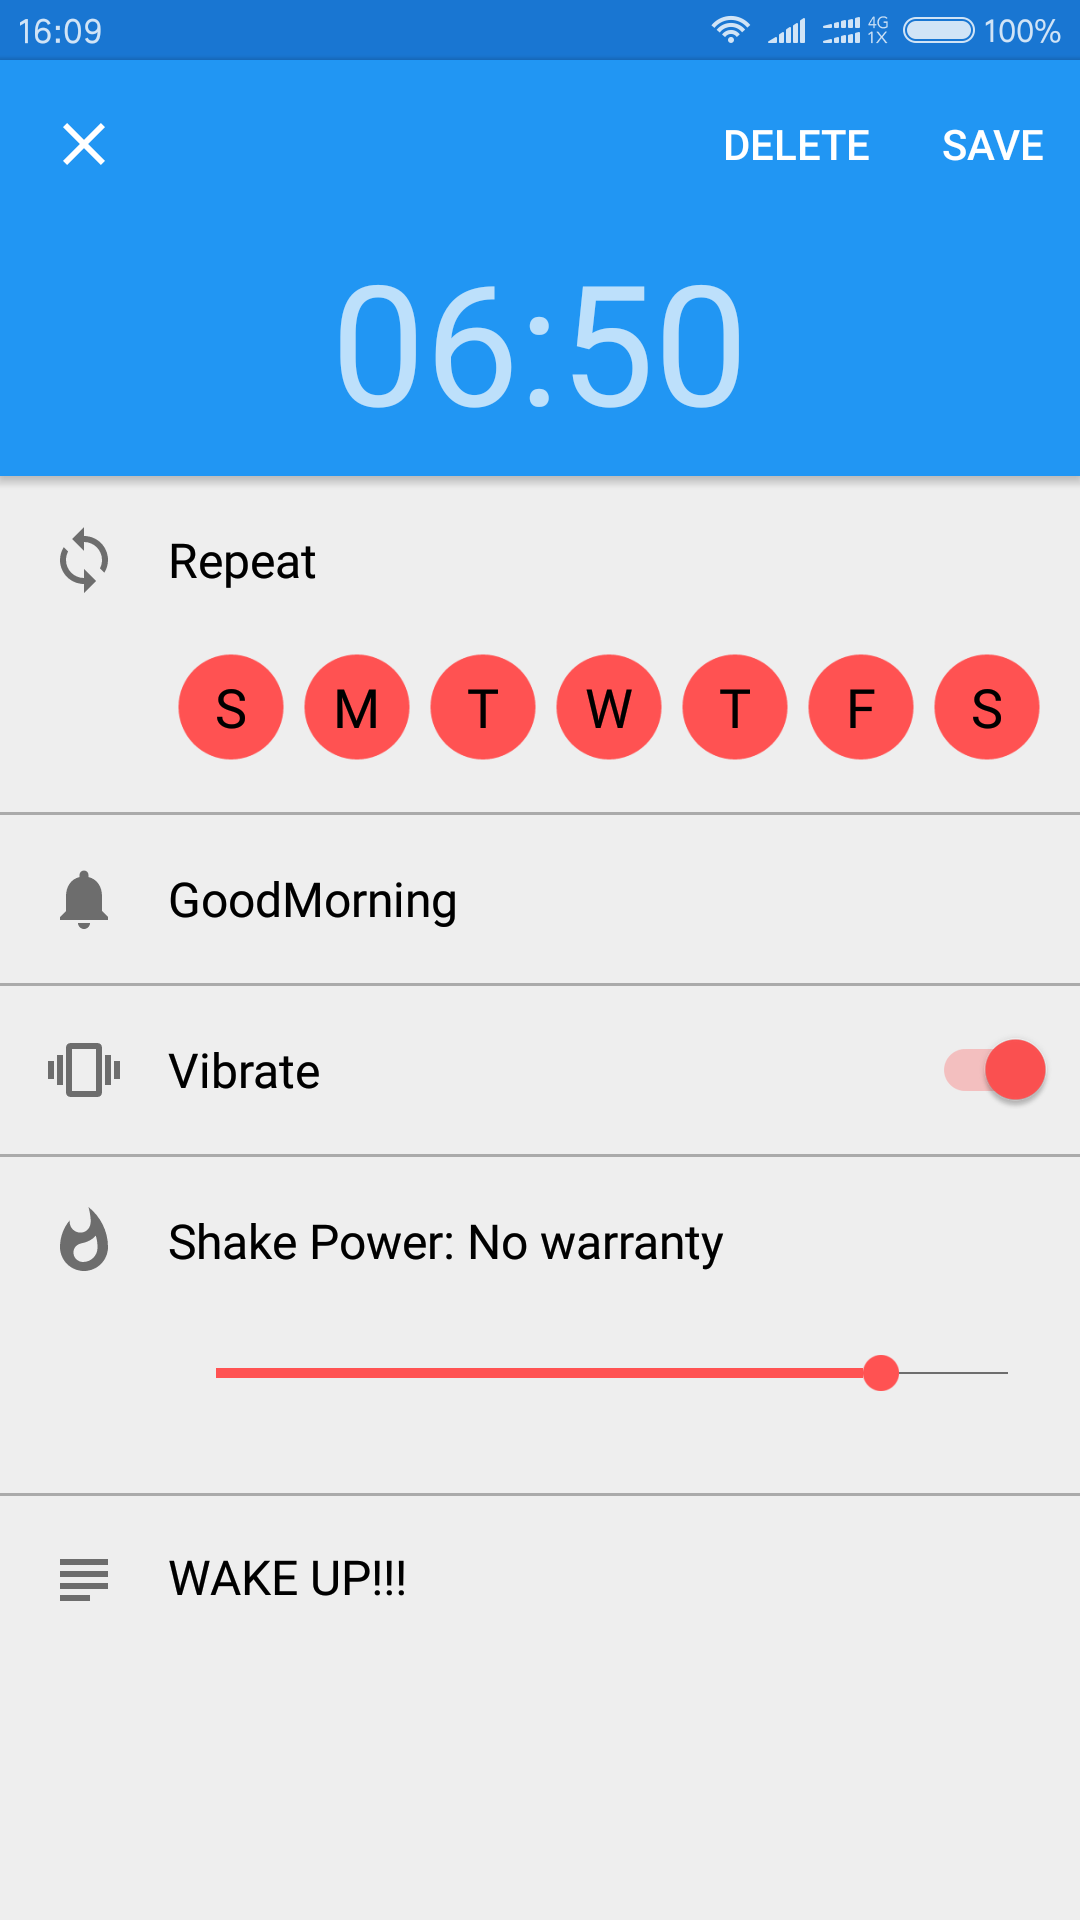 16:09 4G 1X 100%
DELETE SAVE
06:50
Repeat
S M T W T F S
GoodMorning
Vibrate
Shake Power: No warranty
WAKE UP!!!